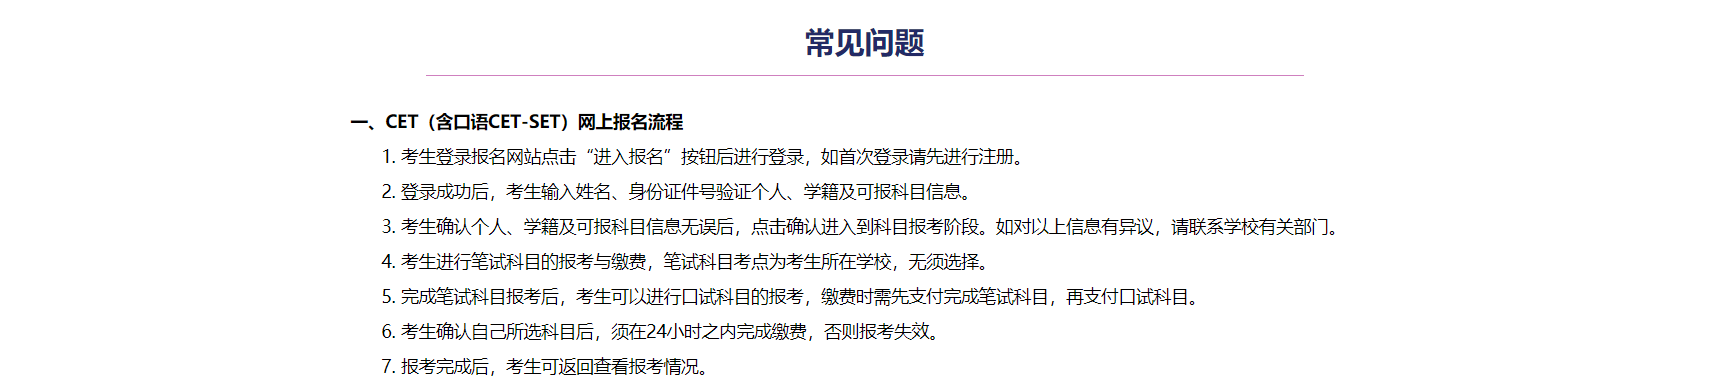 常见问题
一、CET（含口语CET-SET）网上报名流程
1. 考生登录报名网站点击“进入报名”按钮后进行登录，如首次登录请先进行注册。
2. 登录成功后，考生输入姓名、身份证件号验证个人、学籍及可报科目信息。
3. 考生确认个人、学籍及可报科目信息无误后，点击确认进入到科目报考阶段。如对以上信息有异议，请联系学校有关部门。
4. 考生进行笔试科目的报考与缴费，笔试科目考点为考生所在学校，无须选择。
5. 完成笔试科目报考后，考生可以进行口试科目的报考，缴费时需先支付完成笔试科目，再支付口试科目。
6. 考生确认自己所选科目后，须在24小时之内完成缴费，否则报考失效。
7. 报考完成后，考生可返回查看报考情况。